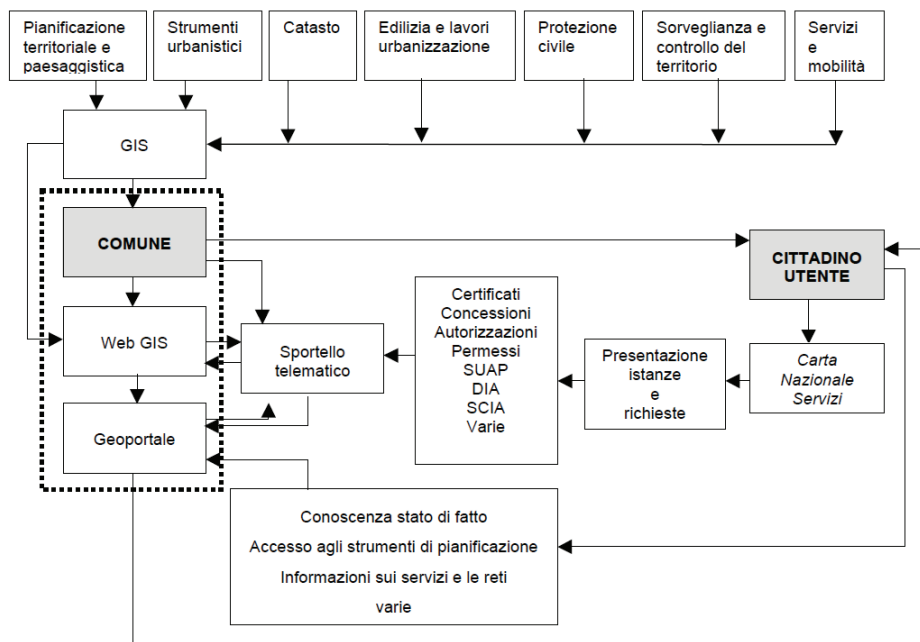 Pianificazione
territoriale e
paesaggistica
Strumenti
urbanistici
Catasto
Edilizia e lavori
urbanizzazione
Protezione
civile
Sorveglianza e
controllo del
territorio
Servizi
e
mobilità
GIS
COMUNE
CITTADINO
UTENTE
Web GIS
Sportello
telematico
Certificati
Concessioni
Autorizzazioni
Permessi
SUAP
DIA
SCIA
Varie
Presentazione
istanze
e
richieste
Carta
Nazionale
Servizi
Geoportale
Conoscenza stato di fatto
Accesso agli strumenti di pianificazione
Informazioni sui servizi e le reti
varie